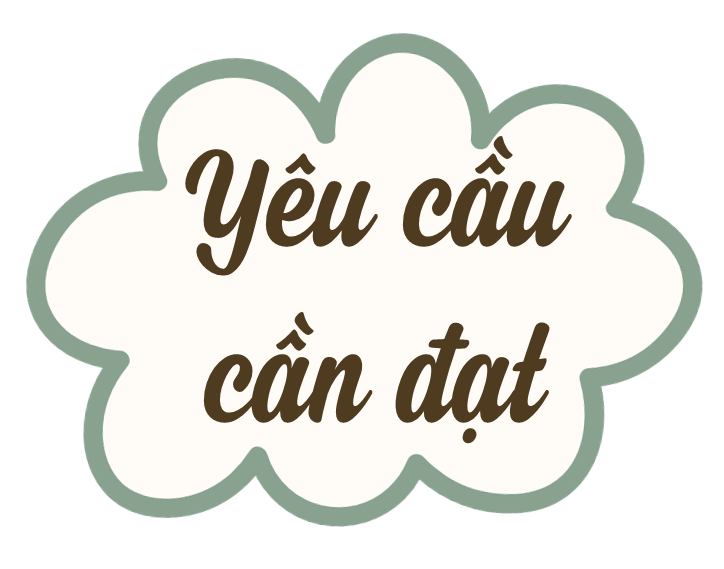 Yêu cầu
cần đạt